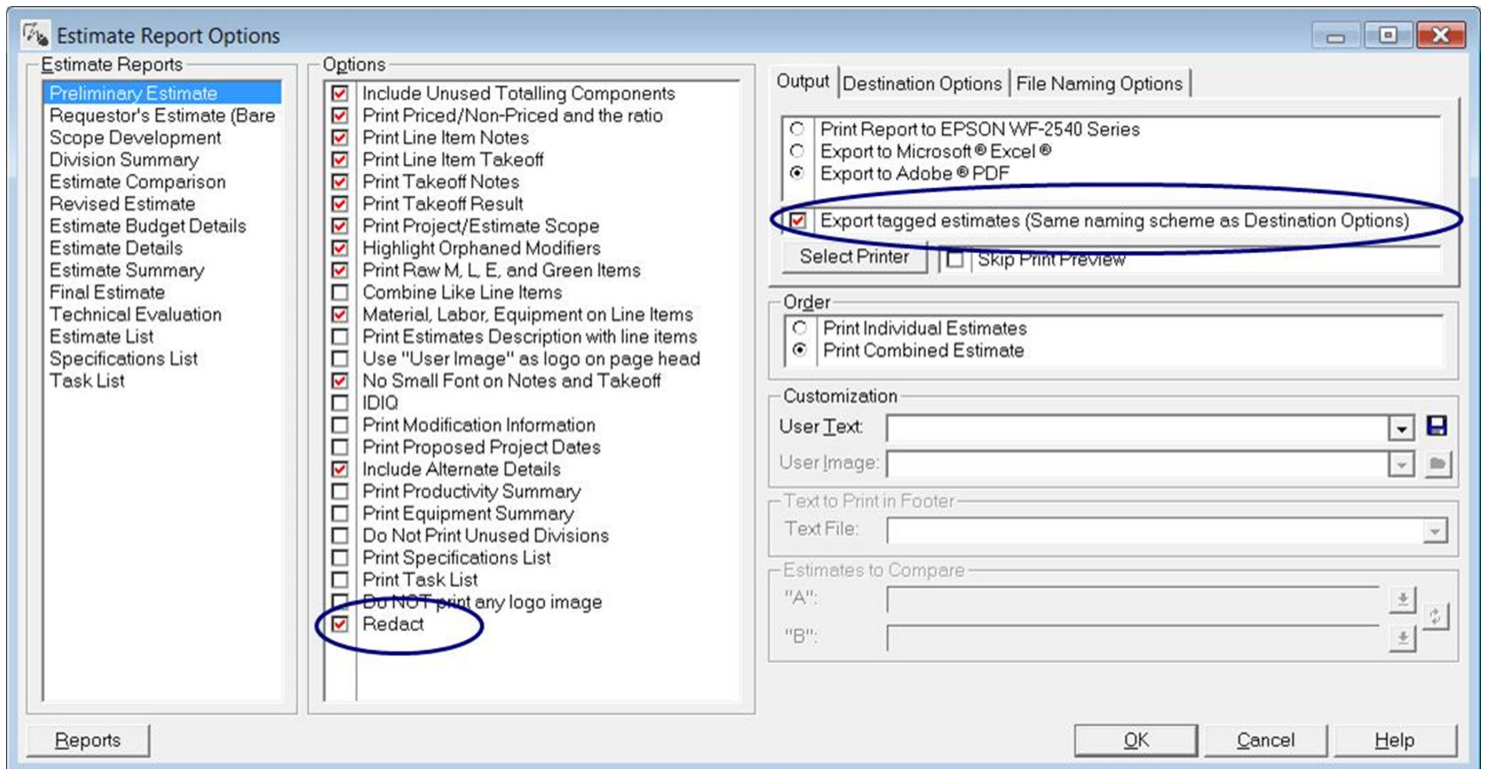 Estimate Report Options
Estimate Reports
Preliminary Estimate
Requestor's Estimate (Bare
Scope Development
Division Summary
Estimate Comparison
Revised Estimate
Estimate Budget Details
Estimate Details
Estimate Summary
Final Estimate
Technical Evaluation
Estimate List
Specifications List
Task List
Reports
Options
Include Unused Totalling Components
Print Priced/Non-Priced and the ratio
Print Line Item Notes
Print Line Item Takeoff
Print Takeoff Notes
Print Takeoff Result
Print Project/Estimate Scope
Highlight Orphaned Modifiers
Print Raw M, L, E, and Green Items
Combine Like Line Items
Material, Labor, Equipment on Line Items
Print Estimates Description with line items
Use "User Image" as logo on page head
No Small Font on Notes and Takeoff
IDIQ
Print Modification Information
Print Proposed Project Dates
Include Alternate Details
Print Productivity Summary
Print Equipment Summary
Do Not Print Unused Divisions
Print Specifications List
Print Task List
Do NOT print any logo image
Redact
Output Destination Options File Naming Options
Print Report to EPSON WF-2540 Series
Export to Microsoft ® Excel ®
Export to Adobe ® PDF
Export tagged estimates (Same naming scheme as Destination Options)
Select Printer Skip Print Preview
Order
Print Individual Estimates
Print Combined Estimate
Customization
User Text:
User Image:
Text to Print in Footer
Text File:
Estimates to Compare
"A":
"B":
OK Cancel Help